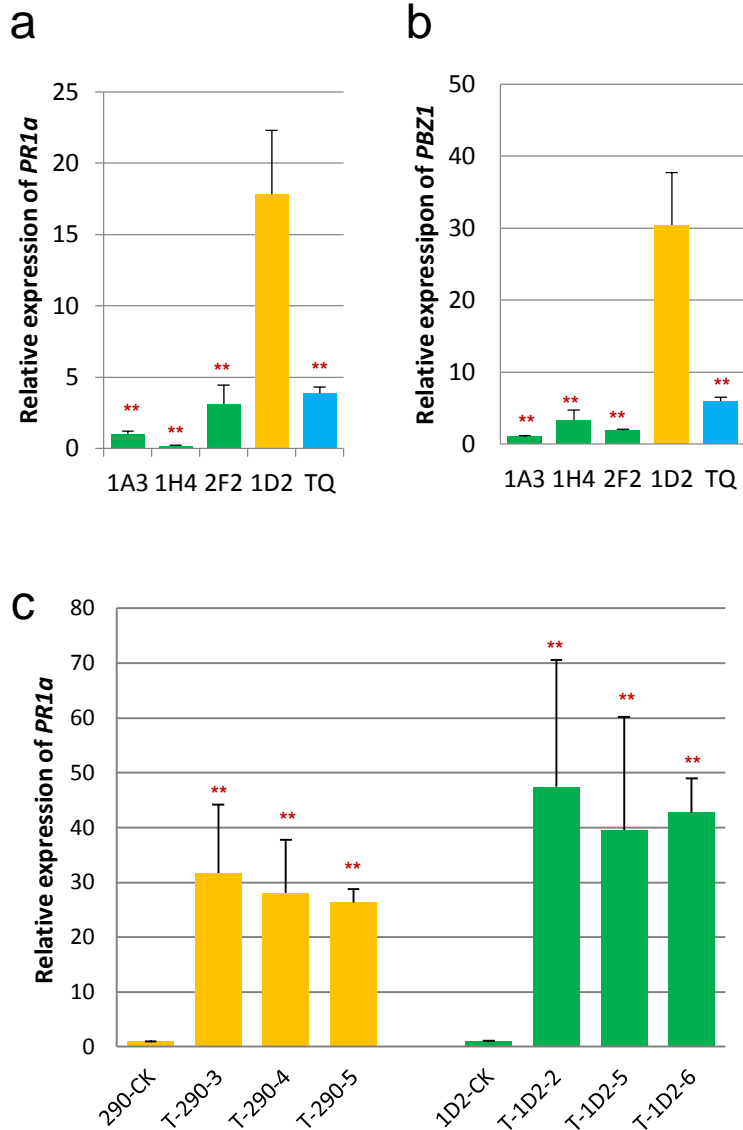 a
Relative expression of PR1a
25
20
15
10
5
0
**
**
**
**
1A3 1H4 2F2 1D2 TQ
b
Relative expressipon of PBZ1
50
40
30
20
10
0
**
**
**
**
1A3 1H4 2F2 1D2 TQ
c
Relative expression of PR1a
80
70
60
50
40
30
20
10
0
**
**
**
**
**
**
290-CK
T-290-3
T-290-4
T-290-5
1D2-CK
T-1D2-2
T-1D2-5
T-1D2-6